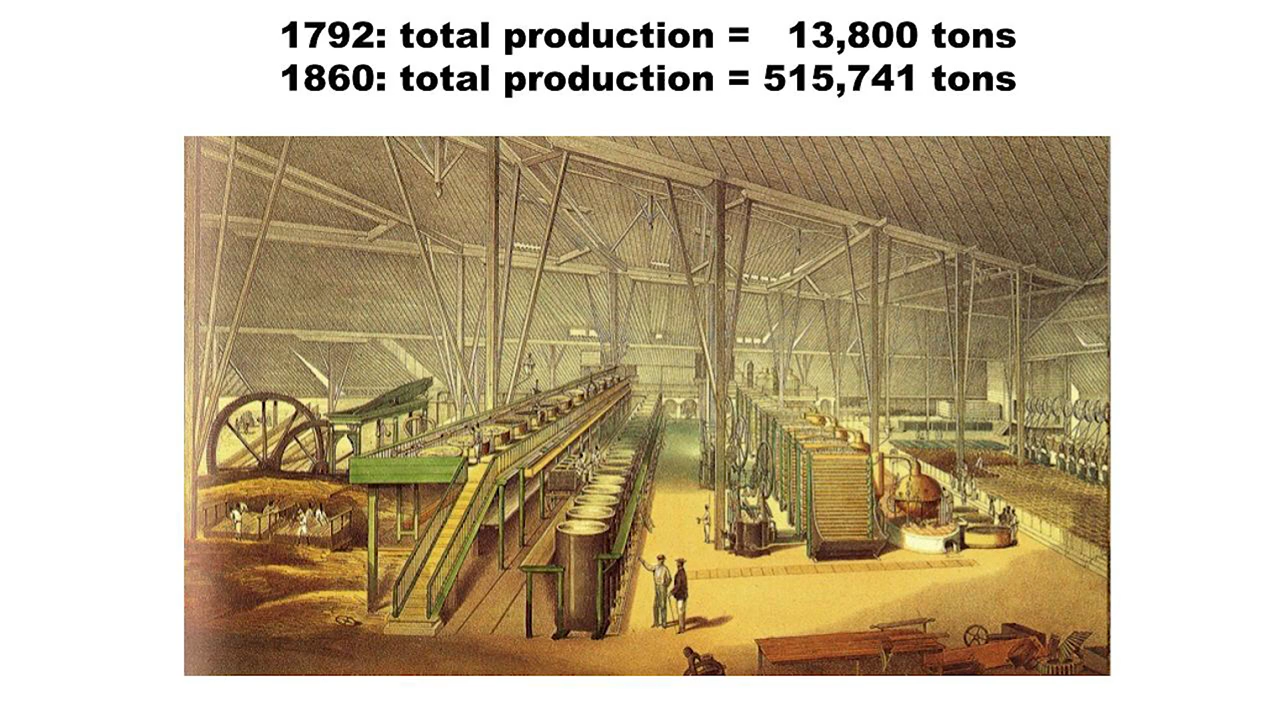 1792: total production = 13,800 tons
1860: total production = 515,741 tons